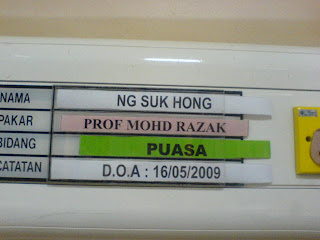 NAMA NG SUK HONG
PAKAR PROF MOHD RAZAK
BIDANG PUASA
CATATAN D.O.A : 16/05/2009